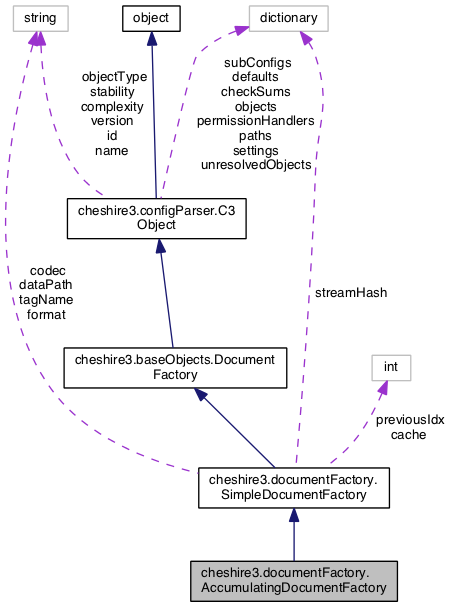 string
object
dictionary
objectType
stability
complexity
version
id
name
subConfigs
defaults
checkSums
objects
permissionHandlers
paths
settings
unresolvedObjects
cheshire3.configParser.C3
Object
codec
dataPath
tagName
format
streamHash
cheshire3.baseObjects.Document
Factory
int
previousIdx
cache
cheshire3.documentFactory.
SimpleDocumentFactory
cheshire3.documentFactory.
AccumulatingDocumentFactory